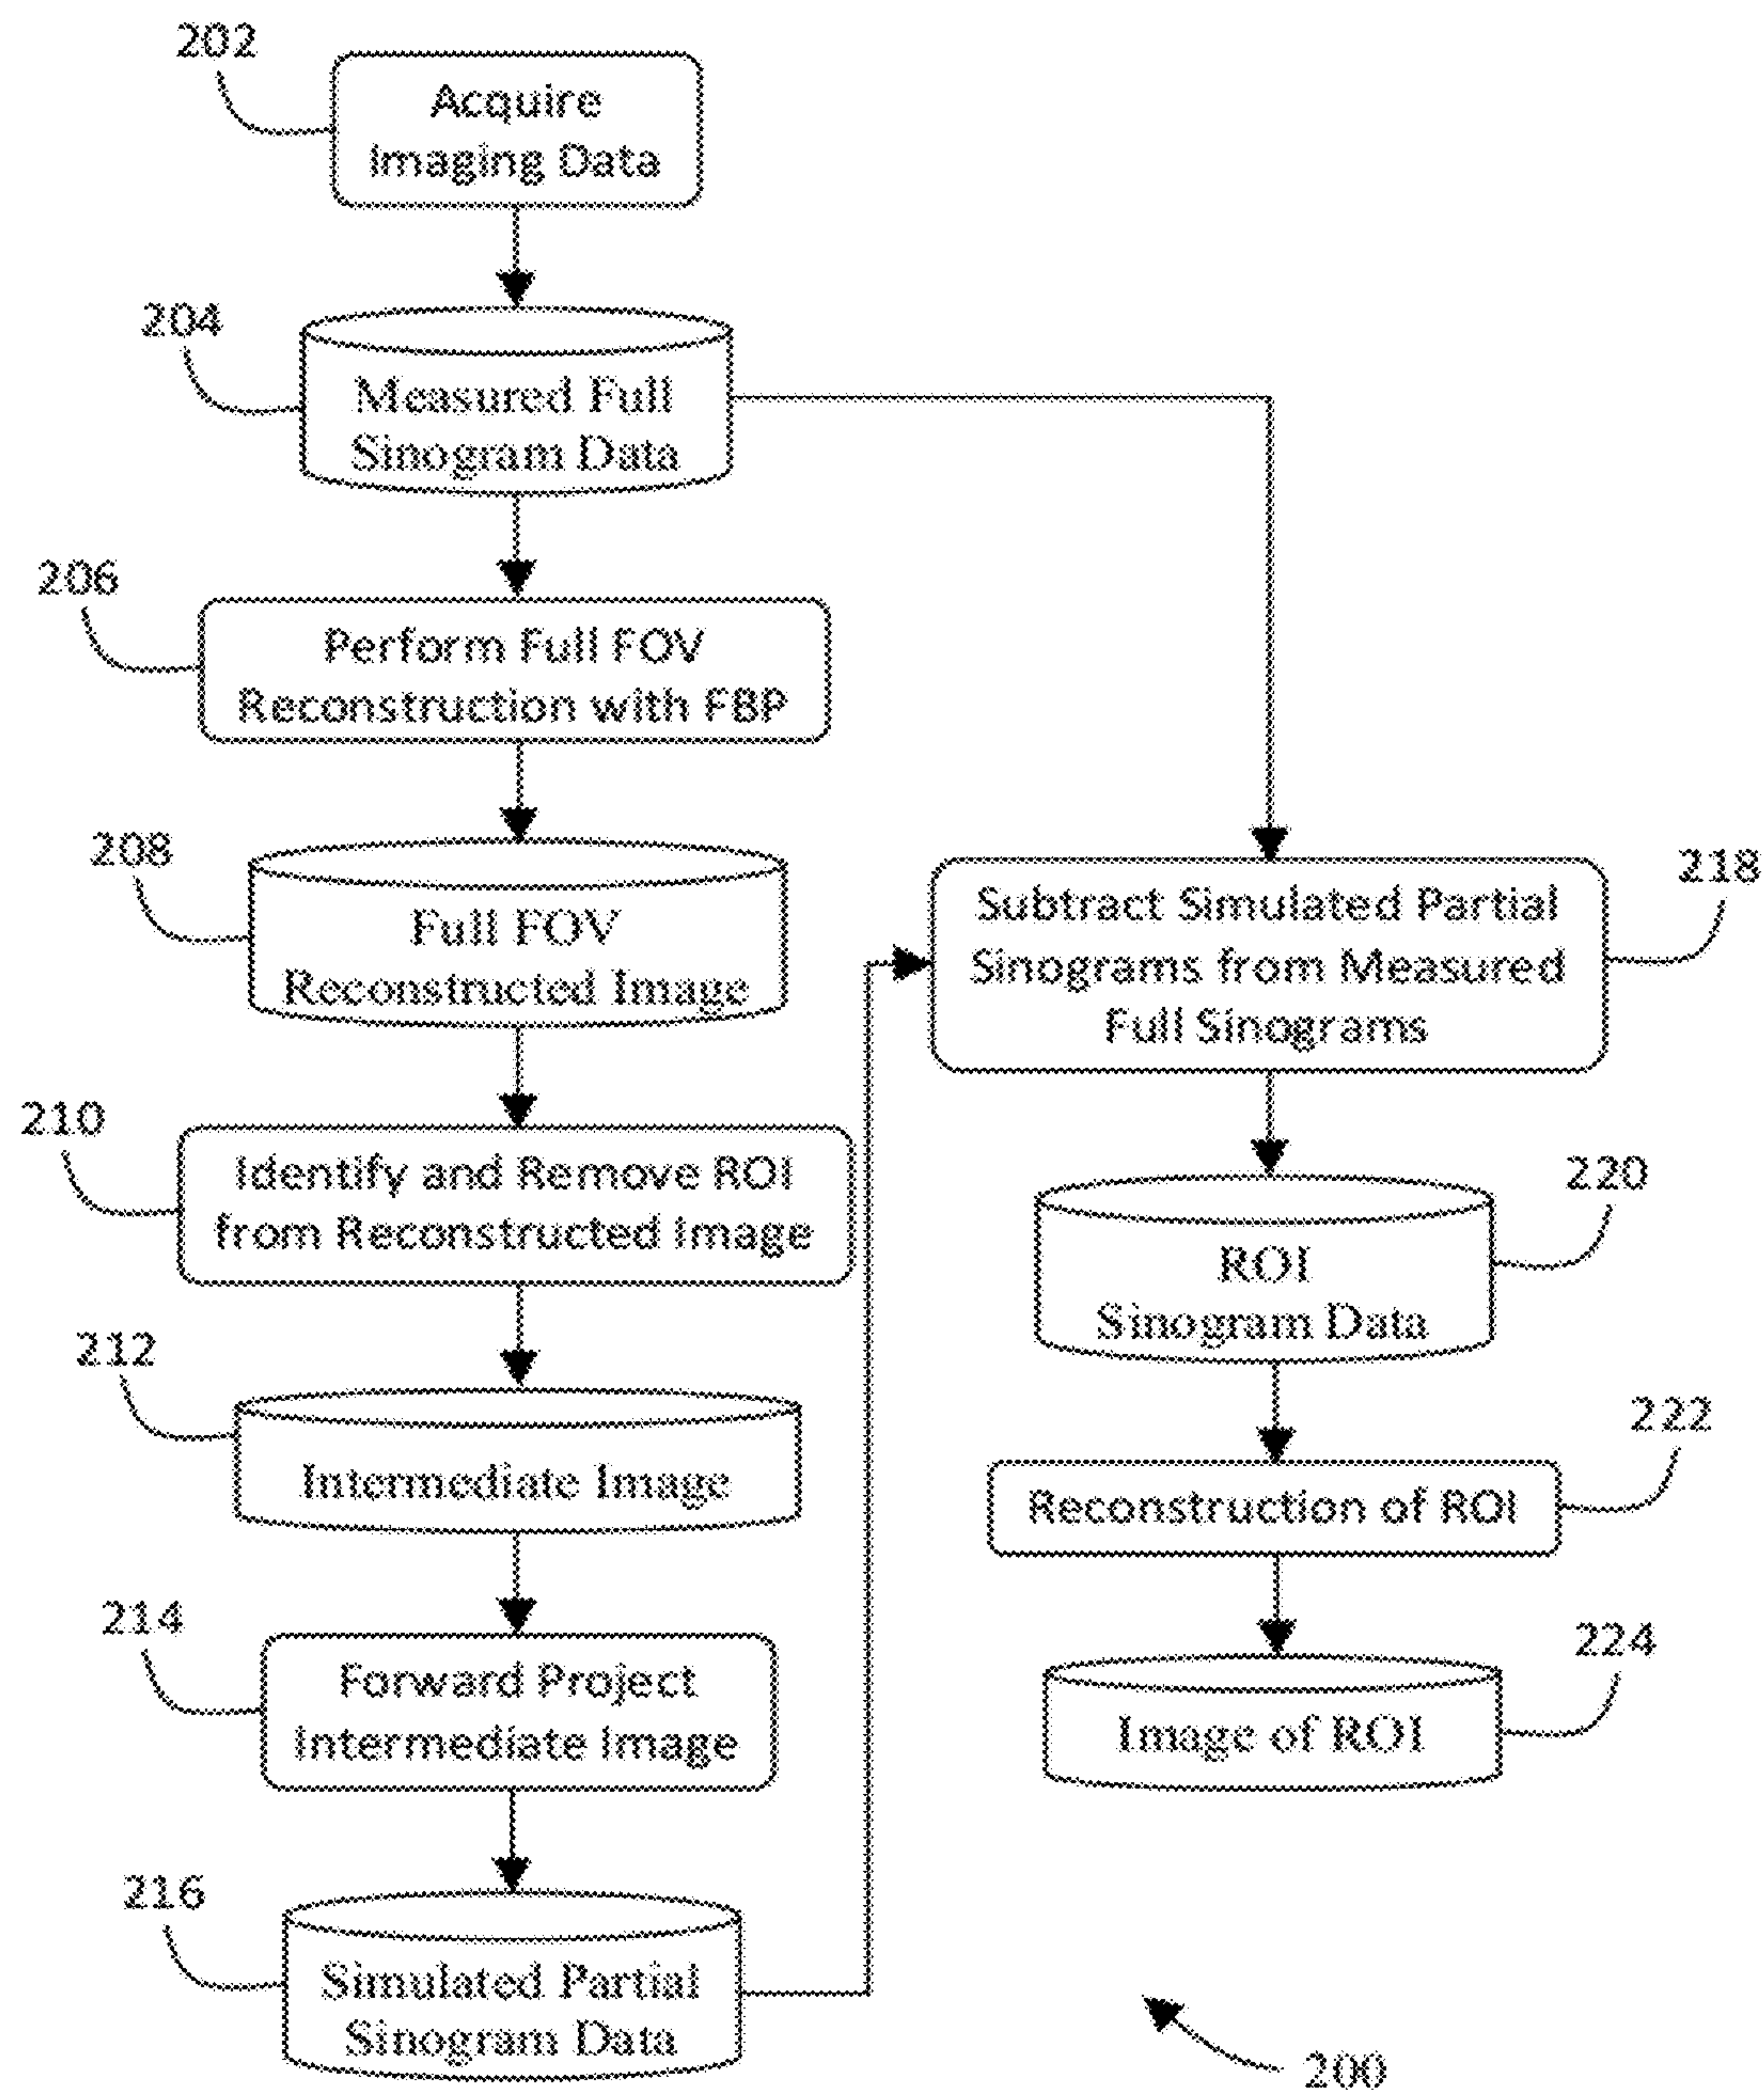 202
Acquire
Imaging Data
204
Measured Full
Sinogram Data
206
Perform Full FOV
Reconstruction with FBP
208
Full FOV
Reconstructed Image
210
Identify and Remove ROI
from Reconstructed Image
212
Intermediate Image
214
Forward Project
Intermediate Image
216
Simulated Partial
Sinogram Data
218
Subtract Simulated Partial
Sinograms from Measured
Full Sinograms
220
ROI
Sinogram Data
222
Reconstruction of ROI
224
Image of ROI
200